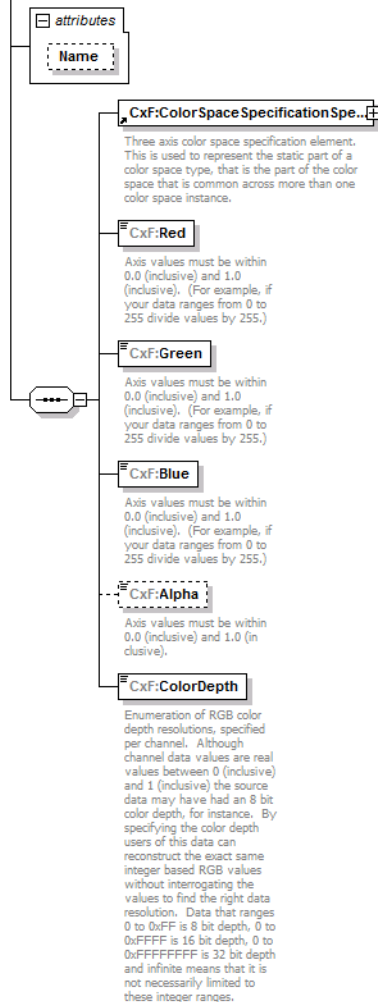 attributes
Name
CxF:ColorSpaceSpecificationSpe...
Three axis color space specification element.
This is used to represent the static part of a
color space type, that is the part of the color
space that is common across more than one
color space instance.
CxF:Red
Axis values must be within
0.0 (inclusive) and 1.0
(inclusive). (For example, if
your data ranges from 0 to
255 divide values by 255.)
CxF:Green
Axis values must be within
0.0 (inclusive) and 1.0
(inclusive). (For example, if
your data ranges from 0 to
255 divide values by 255.)
CxF:Blue
Axis values must be within
0.0 (inclusive) and 1.0
(inclusive). (For example, if
your data ranges from 0 to
255 divide values by 255.)
CxF:Alpha
Axis values must be within
0.0 (inclusive) and 1.0 (in
clusive).
CxF:ColorDepth
Enumeration of RGB color
depth resolutions, specified
per channel. Although
channel data values are real
values between 0 (inclusive)
and 1 (inclusive) the source
data may have had an 8 bit
color depth, for instance. By
specifying the color depth
users of this data can
reconstruct the exact same
integer based RGB values
without interrogating the
values to find the right data
resolution. Data that ranges
0 to 0xFF is 8 bit depth, 0 to
0xFFFF is 16 bit depth, 0 to
0xFFFFFFFF is 32 bit depth
and infinite means that it is
not necessarily limited to
these integer ranges.